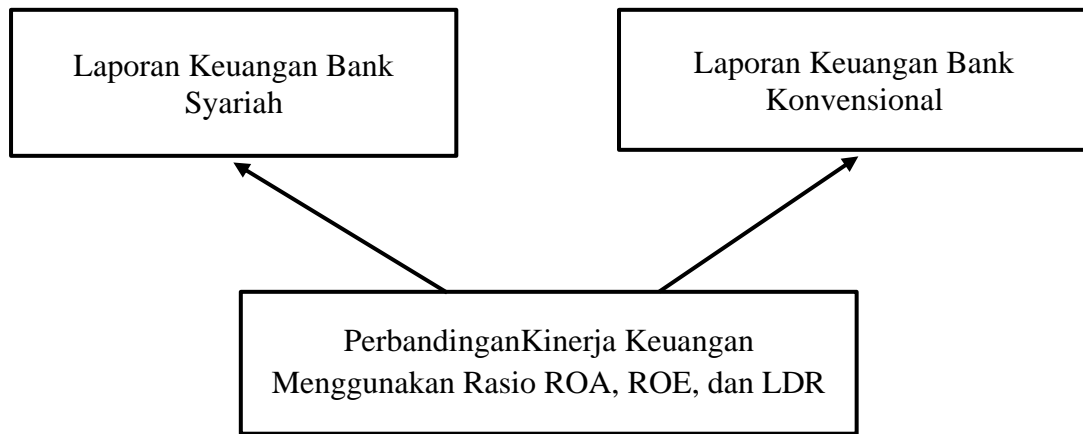 Laporan Keuangan Bank
Syariah
Laporan Keuangan Bank
Konvensional
PerbandinganKinerja Keuangan
Menggunakan Rasio ROA, ROE, dan LDR